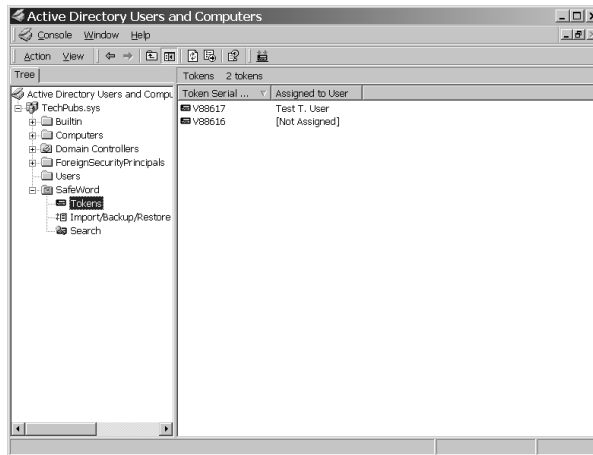 Active Directory Users and Computers
Console Window Help
Action View
Tree
Tokens 2 tokens
Active Directory Users and Compu
TechPubs.sys
Builtin
Computers
Domain Controllers
ForeignSecurityPrincipals
Users
SafeWord
Tokens
Import/Backup/Restore
Search
Token Serial ... Assigned to User
V88617 Test T. User
V88616 [Not Assigned]